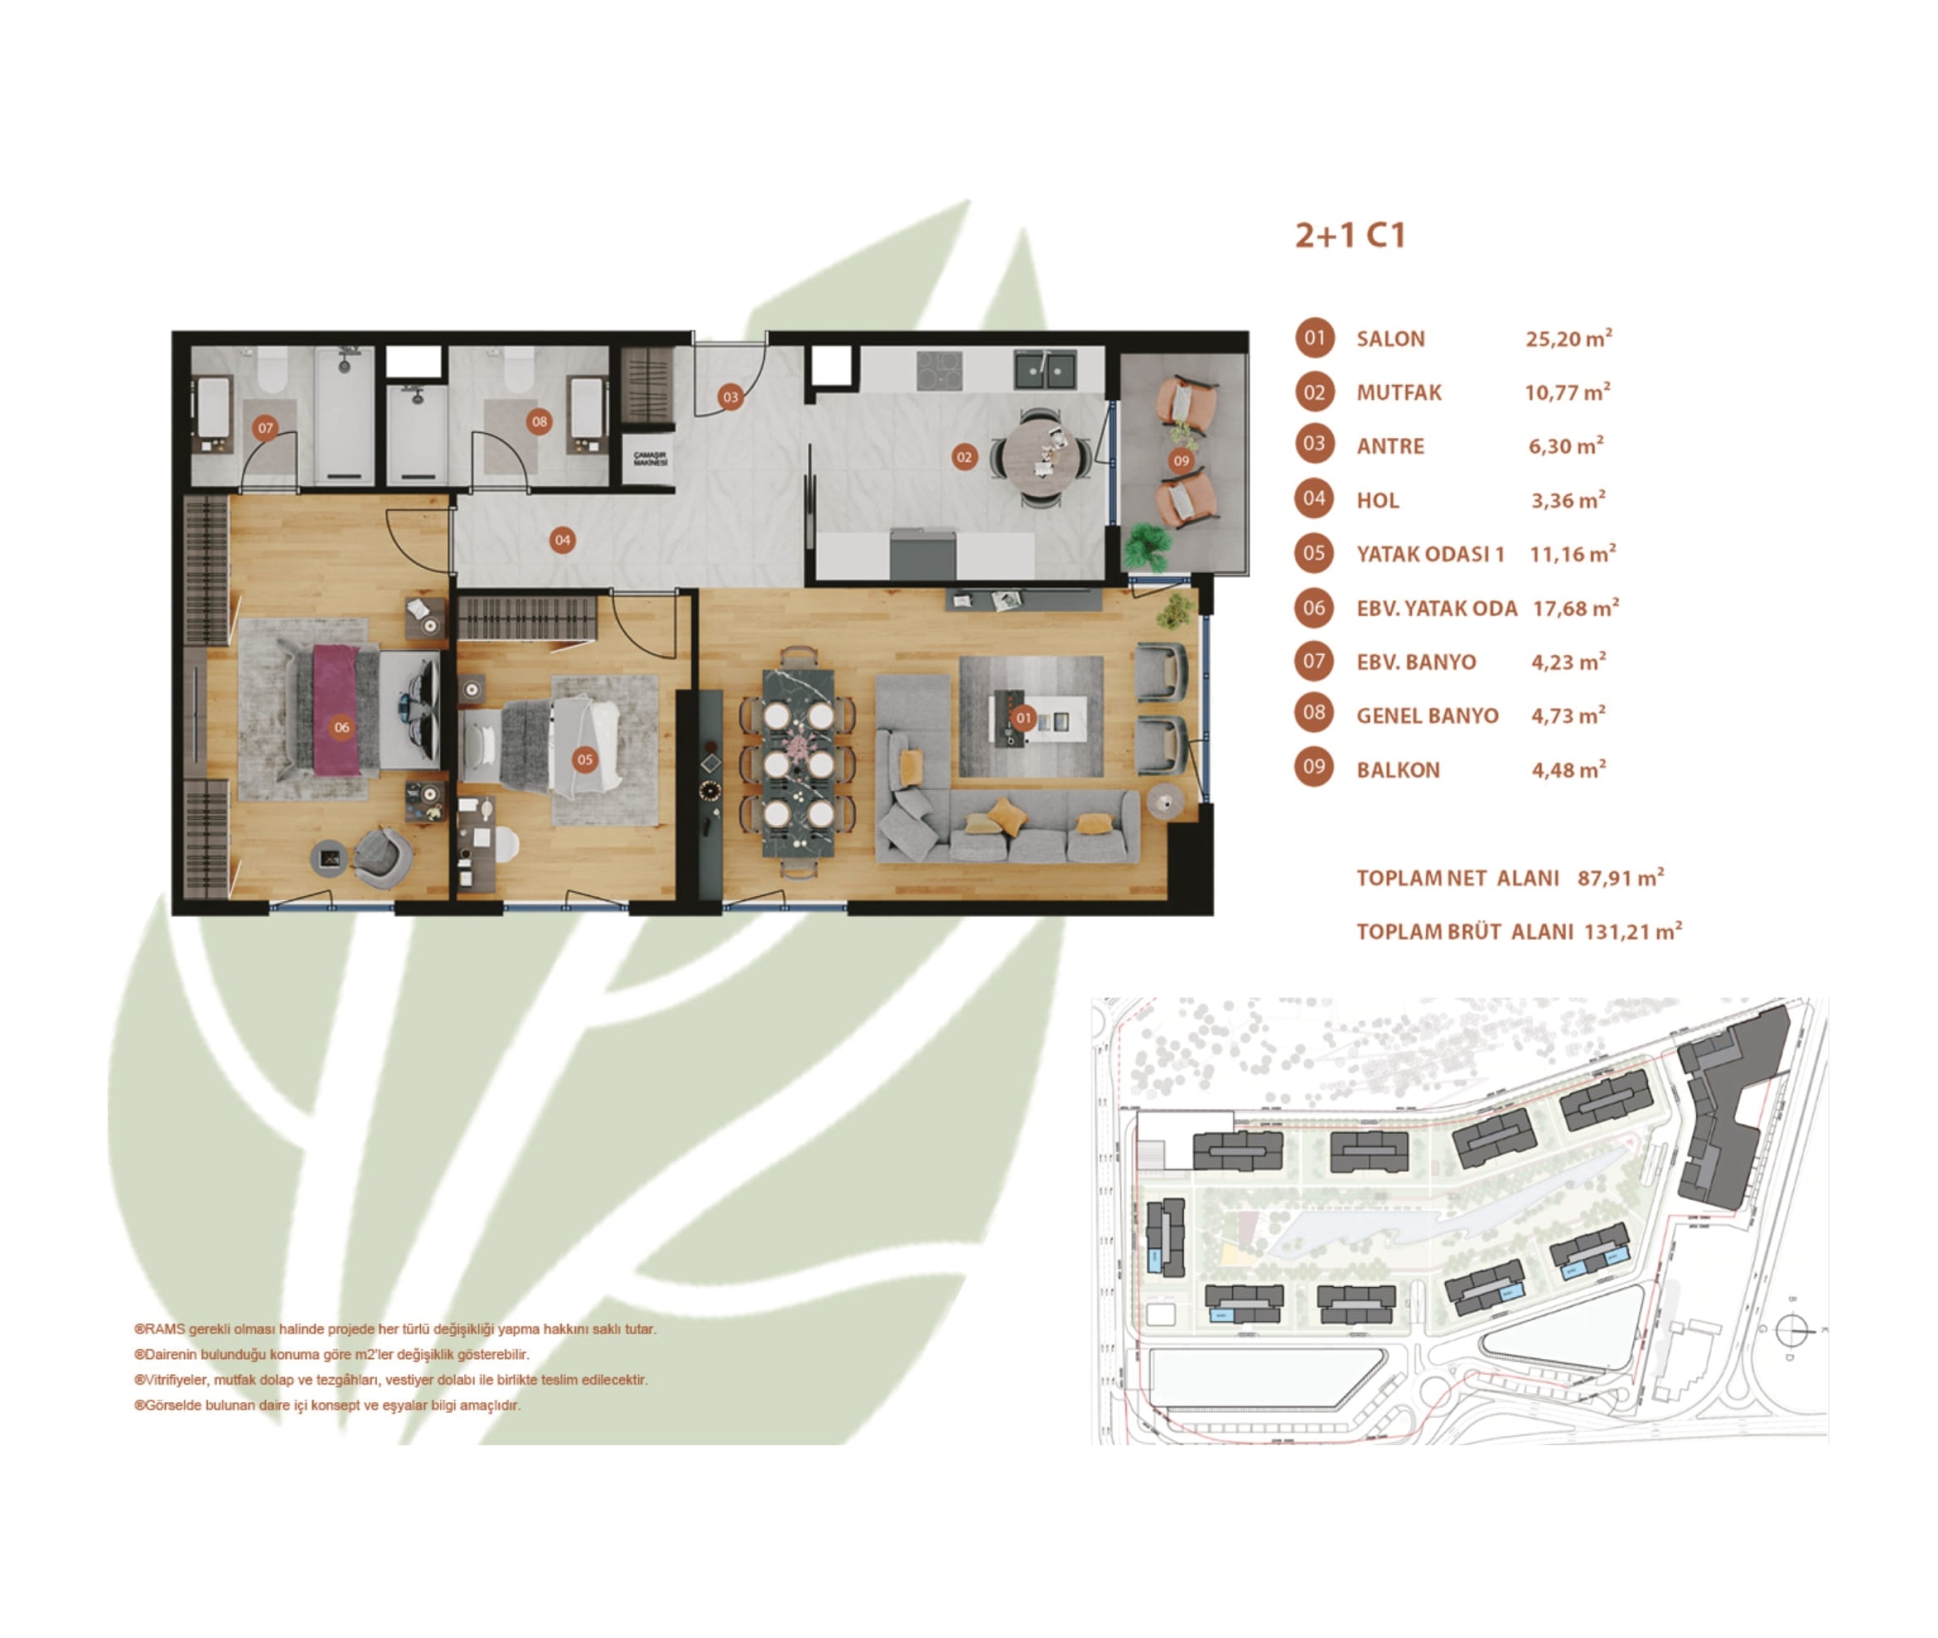 2+1 C1
01 SALON 25,20 m²
02 MUTFAK 10,77 m²
03 ANTRE 6,30 m²
04 HOL 3,36 m²
05 YATAK ODASI 1 11,16 m²
06 EBV. YATAK ODA 17,68 m²
07 EBV. BANYO 4,23 m²
08 GENEL BANYO 4,73 m²
09 BALKON 4,48 m²
TOPLAM NET ALANI 87,91 m²
TOPLAM BRÜT ALANI 131,21 m²
03
07
08
ÇAMAŞIR
MAKİNESİ
02
09
04
01
06
05
®RAMS gerekli olması halinde projede her türlü değişikliği yapma hakkını saklı tutar.
®Dairenin bulunduğu konuma göre m2'ler değişiklik gösterebilir.
®Vitrifiyeler, mutfak dolap ve tezgâhları, vestiyer dolabı ile birlikte teslim edilecektir.
®Görselde bulunan daire içi konsept ve eşyalar bilgi amaçlıdır.
B
G
K
D